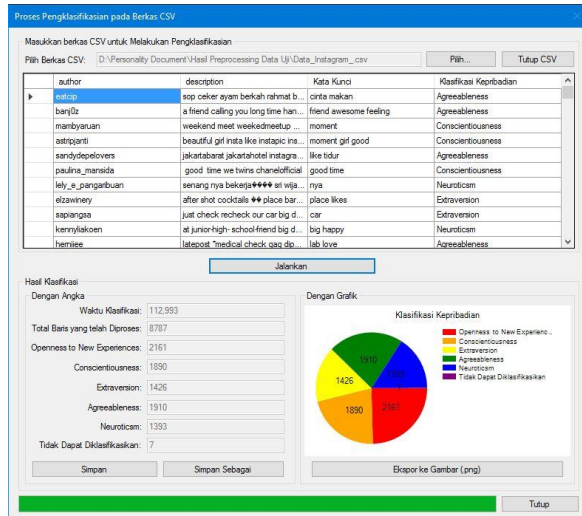 Proses Pengklasifikasian pada Berkas CSV
Masukkan berkas CSV untuk Melakukan Pengklasifikasian
Pilih Berkas CSV: D:\Personality Document\Hasil Preprocessing Data Uji\Data_Instagram_.csv Pilih... Tutup CSV
author description Kata Kunci Klasifikasi Kepribadian
eatcip sop ceker ayam berkah rahmat b... cinta makan Agreeableness
banj0z a friend calling you long time han... friend awesome feeling Agreeableness
mambyaruan weekend meet weekedmeetup ... moment Conscientiousness
astripjanti beautiful girl insta like instapic ins... moment girl good Conscientiousness
sandydepelovers jakartabarat jakartahotel instagra... like tidur Agreeableness
paulina_mansida good time we twins chanelofficial good time Conscientiousness
lely_e_pangaribuan senang nya bekerja���� sri wija... nya Neuroticsm
elzawinery after shot cocktails �� place bar... place likes Extraversion
sapiangsa just check recheck our car big d... car Extraversion
kennyliakoen at junior-high- school-friend big d... big happy Neuroticsm
hemiiee latepost "medical check gag dip... lab love Agreeableness
Jalankan
Hasil Klasifikasi
Dengan Angka
Waktu Klasifikasi: 112,993
Total Baris yang telah Diproses: 8787
Openness to New Experiences: 2161
Conscientiousness: 1890
Extraversion: 1426
Agreeableness: 1910
Neuroticm: 1393
Tidak Dapat Diklasifikasikan: 7
Simpan Simpan Sebagai
Dengan Grafik
Klasifikasi Kepribadian
Openness to New Experienc...
Conscientiousness
Extraversion
Agreeableness
Neuroticsm
Tidak Dapat Diklasifikasikan
1910
1426
1890
2161
Ekspor ke Gambar (.png)
Tutup